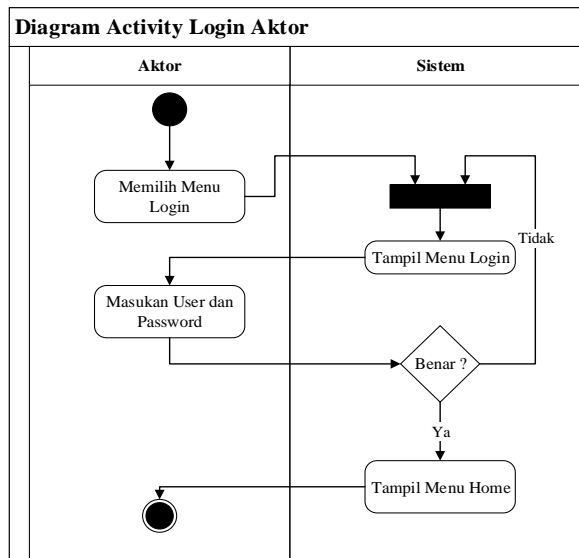 Diagram Activity Login Aktor
Aktor
Sistem
Memilih Menu
Login
Tidak
Tampil Menu Login
Masukan User dan
Password
Benar ?
Ya
Tampil Menu Home